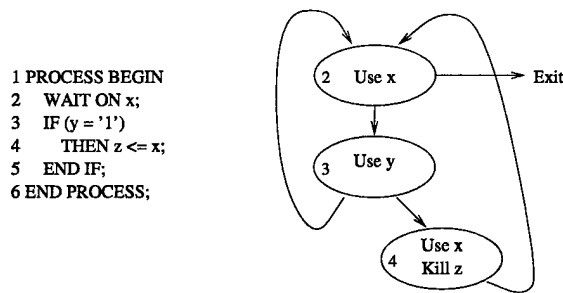 1 PROCESS BEGIN
2 WAIT ON x;
3 IF (y = '1')
4 THEN z <= x;
5 END IF;
6 END PROCESS;
2 Use x
Exit
3 Use y
4 Use x
Kill z